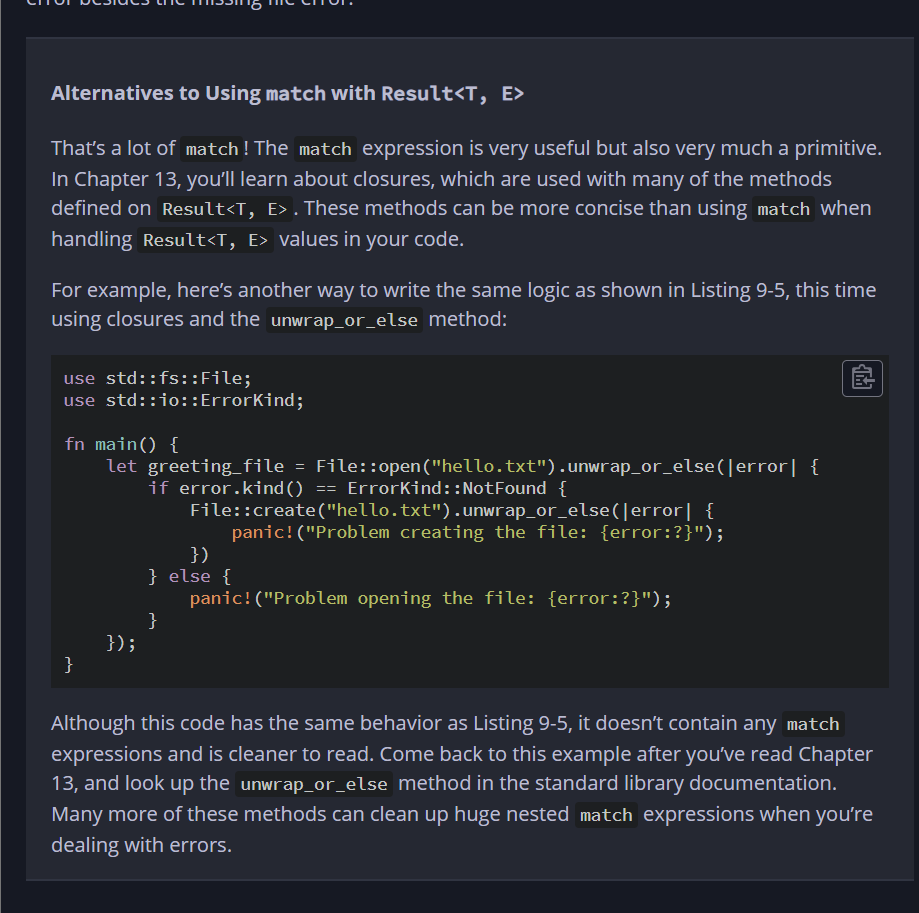 error besides the missing file error.
Alternatives to Using match with Result<T, E>
That’s a lot of match! The match expression is very useful but also very much a primitive.
In Chapter 13, you’ll learn about closures, which are used with many of the methods
defined on Result<T, E>. These methods can be more concise than using match when
handling Result<T, E> values in your code.
For example, here’s another way to write the same logic as shown in Listing 9-5, this time
using closures and the unwrap_or_else method:
use std::fs::File;
use std::io::ErrorKind;
fn main() {
    let greeting_file = File::open("hello.txt").unwrap_or_else(|error| {
        if error.kind() == ErrorKind::NotFound {
            File::create("hello.txt").unwrap_or_else(|error| {
                panic!("Problem creating the file: {error:?}");
            })
        } else {
            panic!("Problem opening the file: {error:?}");
        }
    });
}
Although this code has the same behavior as Listing 9-5, it doesn’t contain any match
expressions and is cleaner to read. Come back to this example after you’ve read Chapter
13, and look up the unwrap_or_else method in the standard library documentation.
Many more of these methods can clean up huge nested match expressions when you’re
dealing with errors.